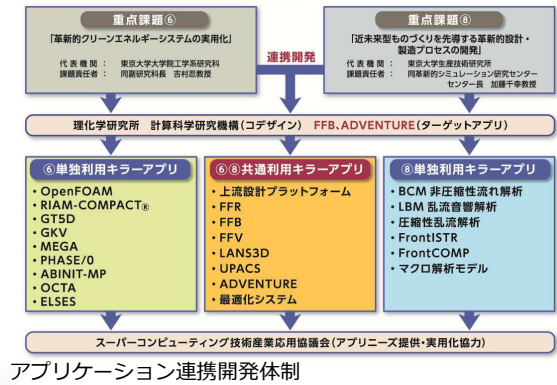 重点課題⑥
「革新的クリーンエネルギーシステムの実用化」
代表機関： 東京大学大学院工学系研究科
課題責任者： 同副研究科長 吉村忍教授
連携開発
重点課題⑧
「近未来型ものづくりを先導する革新的設計・
製造プロセスの開発」
代表機関： 東京大学生産技術研究所
課題責任者： 同革新的シミュレーション研究センター
センター長 加藤千幸教授
理化学研究所 計算科学研究機構(コデザイン) FFB、ADVENTURE(ターゲットアプリ)
⑥単独利用キラーアプリ
・OpenFOAM
・RIAM-COMPACT®
・GT5D
・GKV
・MEGA
・PHASE/0
・ABINIT-MP
・OCTA
・ELSES
⑥⑧共通利用キラーアプリ
・上流設計プラットフォーム
・FFR
・FFB
・FFV
・LANS3D
・UPACS
・ADVENTURE
・最適化システム
⑧単独利用キラーアプリ
・BCM 非圧縮性流れ解析
・LBM 乱流音響解析
・圧縮性乱流解析
・FrontISTR
・FrontCOMP
・マクロ解析モデル
スーパーコンピューティング技術産業応用協議会(アプリニーズ提供・実用化協力)
アプリケーション連携開発体制